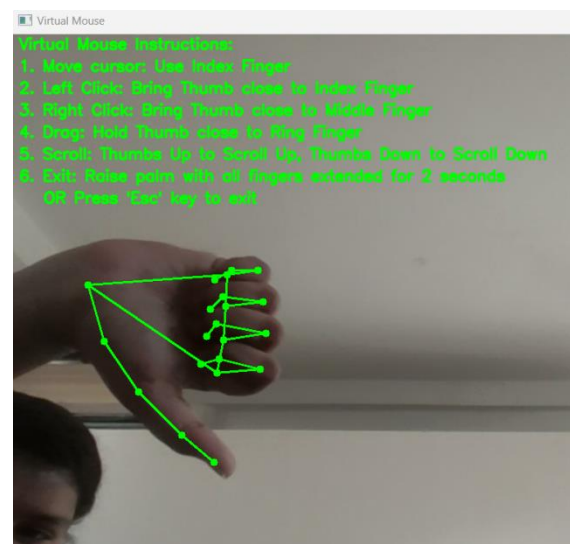 Virtual Mouse
Virtual Mouse Instructions:
1. Move cursor: Use Index Finger
2. Left Click: Bring Thumb close to Index Finger
3. Right Click: Bring Thumb close to Middle Finger
4. Drag: Hold Thumb close to Ring Finger
5. Scroll: Thumbs Up to Scroll Up, Thumbs Down to Scroll Down
6. Exit: Raise palm with all fingers extended for 2 seconds
OR Press 'Esc' key to exit